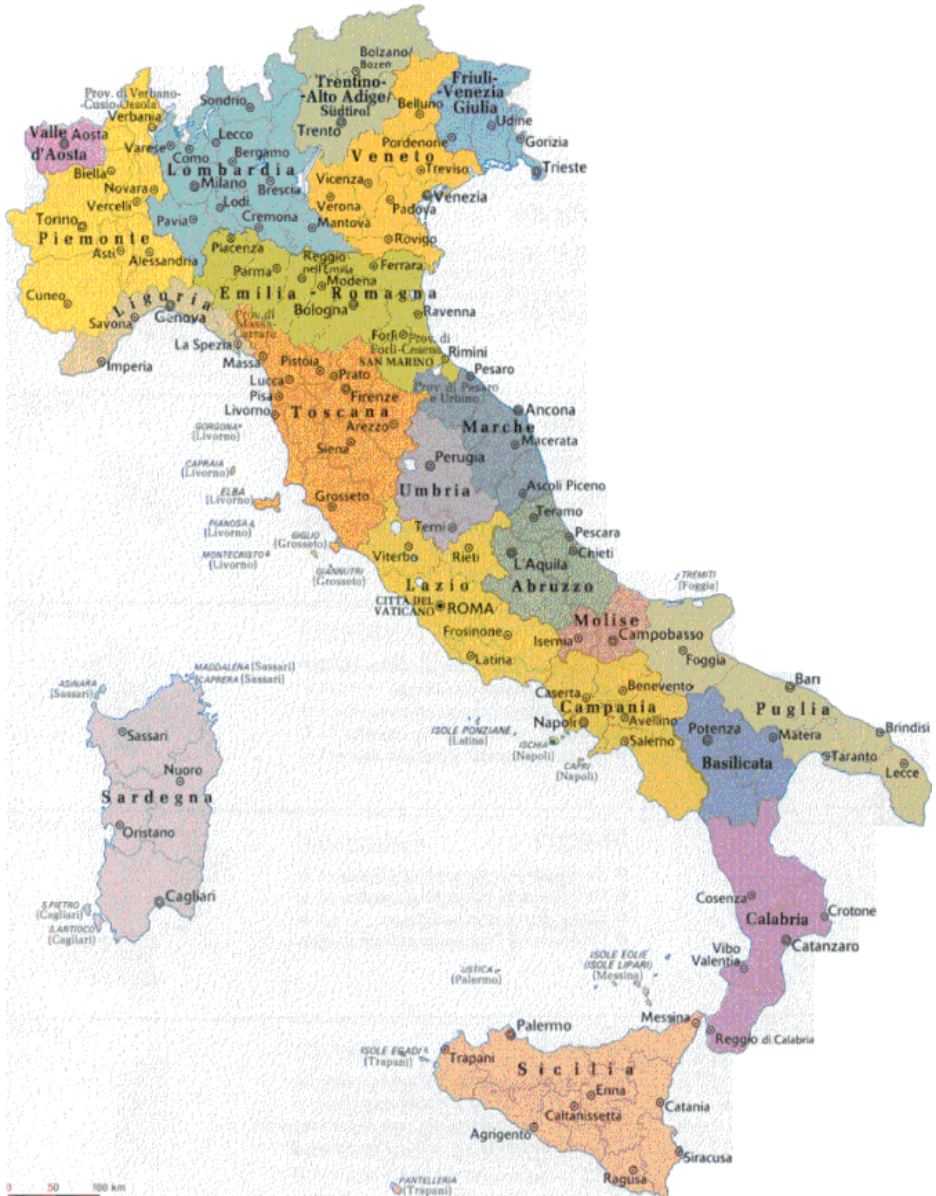 Bolzano/
Bozen
Trentino-
-Alto Adige/
Südtirol
Trento
Friuli-
Venezia
Giulia
Belluno
Udine
Gorizia
Pordenone
Trieste
Prov. di Verbano-
-Cusio-Ossola
Verbania
Sondrio
Valle
d'Aosta
Aosta
Varese
Lecco
Como
Bergamo
Lombardia
Milano
Brescia
Lodi
Pavia
Cremona
Mantova
Veneto
Treviso
Vicenza
Verona
Padova
Venezia
Rovigo
Biella
Novara
Vercelli
Torino
Piemonte
Asti
Alessandria
Cuneo
Piacenza
Parma
Reggio
nell'Emilia
Modena
Ferrara
Emilia - Romagna
Bologna
Ravenna
Forlì
Prov. di
Forlì-Cesena
Rimini
SAN MARINO
Liguria
Genova
Savona
Imperia
La Spezia
Prov. di
Massa
Carrara
Massa
Pistoia
Prato
Lucca
Firenze
Pisa
Toscana
Livorno
Arezzo
Siena
Grosseto
GORGONA
(Livorno)
CAPRAIA
(Livorno)
ELBA
(Livorno)
PIANOSA
(Livorno)
MONTECRISTO
(Livorno)
GIGLIO
(Grosseto)
GIANNUTRI
(Grosseto)
Pesaro
Prov. di Pesaro
e Urbino
Ancona
Marche
Macerata
Ascoli Piceno
Perugia
Umbria
Terni
Teramo
Pescara
Chieti
L'Aquila
Abruzzo
Viterbo
Rieti
Lazio
CITTÀ DEL
VATICANO
ROMA
Frosinone
Latina
TREMITI
(Foggia)
Molise
Isernia
Campobasso
Foggia
Bari
Puglia
Brindisi
Taranto
Lecce
Caserta
Benevento
Campania
Napoli
Avellino
Salerno
ISOLE PONZIANE
(Latina)
ISCHIA
(Napoli)
CAPRI
(Napoli)
Potenza
Matera
Basilicata
MADDALENA (Sassari)
CAPRERA (Sassari)
ASINARA
(Sassari)
Sassari
Nuoro
Sardegna
Oristano
Cagliari
S.PIETRO
(Cagliari)
S.ANTIOCO
(Cagliari)
Cosenza
Calabria
Crotone
Catanzaro
Vibo
Valentia
Reggio di Calabria
USTICA
(Palermo)
ISOLE EOLIE
(ISOLE LIPARI)
(Messina)
Messina
Palermo
ISOLE EGADI
(Trapani)
Trapani
Sicilia
Enna
Caltanissetta
Catania
Agrigento
Siracusa
Ragusa
PANTELLERIA
(Trapani)
0 50 100 km